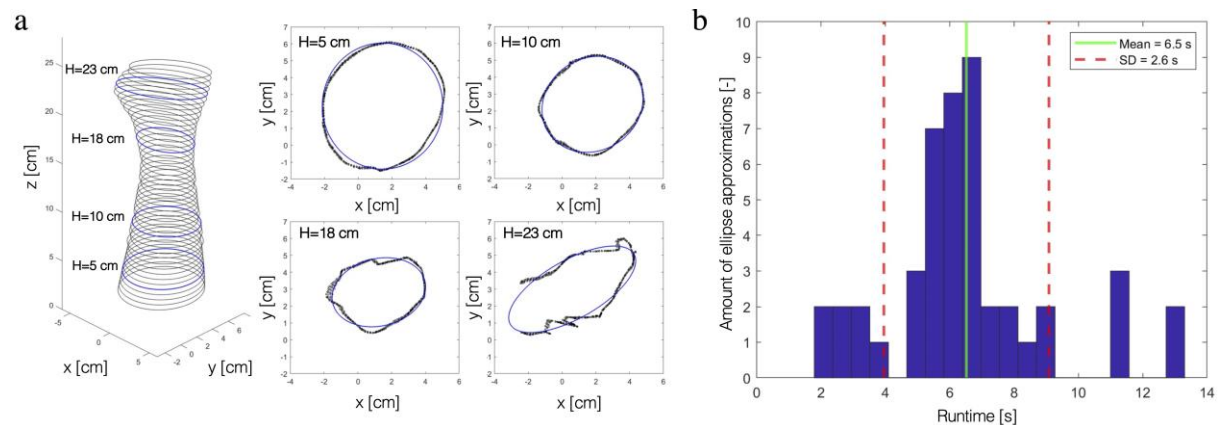 a
25
20
15
10
5
0
z [cm]
H=23 cm
H=18 cm
H=10 cm
H=5 cm
-5
0
5
x [cm]
-2
0
2
4
6
y [cm]
H=5 cm
7
6
5
4
3
2
1
0
-1
-2
y [cm]
-4 -2 0 2 4 6
x [cm]
H=10 cm
7
6
5
4
3
2
1
0
-1
-2
y [cm]
-4 -2 0 2 4 6
x [cm]
H=18 cm
7
6
5
4
3
2
1
0
-1
-2
y [cm]
-4 -2 0 2 4 6
x [cm]
H=23 cm
7
6
5
4
3
2
1
0
-1
-2
y [cm]
-4 -2 0 2 4 6
x [cm]
b
10
9
8
7
6
5
4
3
2
1
0
Amount of ellipse approximations [-]
Mean = 6.5 s
SD = 2.6 s
0 2 4 6 8 10 12 14
Runtime [s]